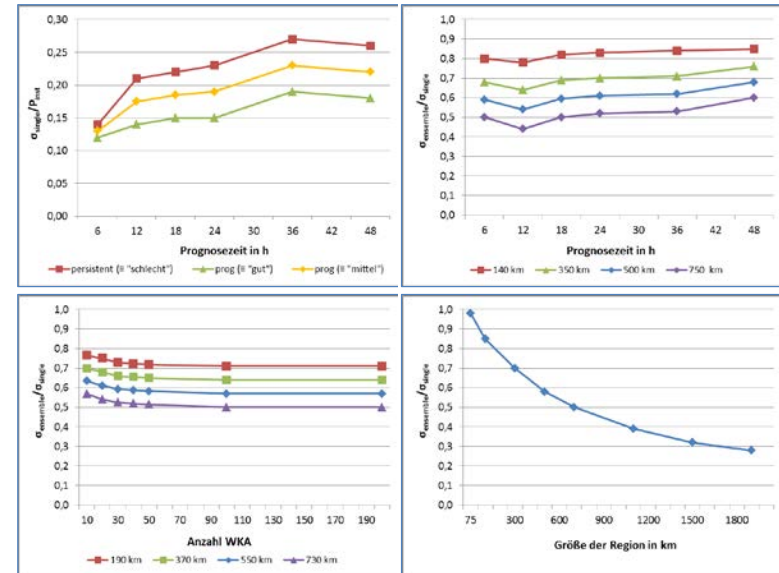 σsingle/Pinst
0,30
0,25
0,20
0,15
0,10
0,05
0,00
6 12 18 24 30 36 42 48
Prognosezeit in h
persistent (≡ "schlecht") prog (≡ "gut") prog (≡ "mittel")
σensemble/σsingle
1,0
0,9
0,8
0,7
0,6
0,5
0,4
0,3
0,2
0,1
0,0
6 12 18 24 30 36 42 48
Prognosezeit in h
140 km 350 km 500 km 750 km
σensemble/σsingle
1,0
0,9
0,8
0,7
0,6
0,5
0,4
0,3
0,2
0,1
0,0
10 30 50 70 90 110 130 150 170 190
Anzahl WKA
190 km 370 km 550 km 730 km
σensemble/σsingle
1,0
0,9
0,8
0,7
0,6
0,5
0,4
0,3
0,2
0,1
0,0
75 300 600 900 1200 1500 1800
Größe der Region in km